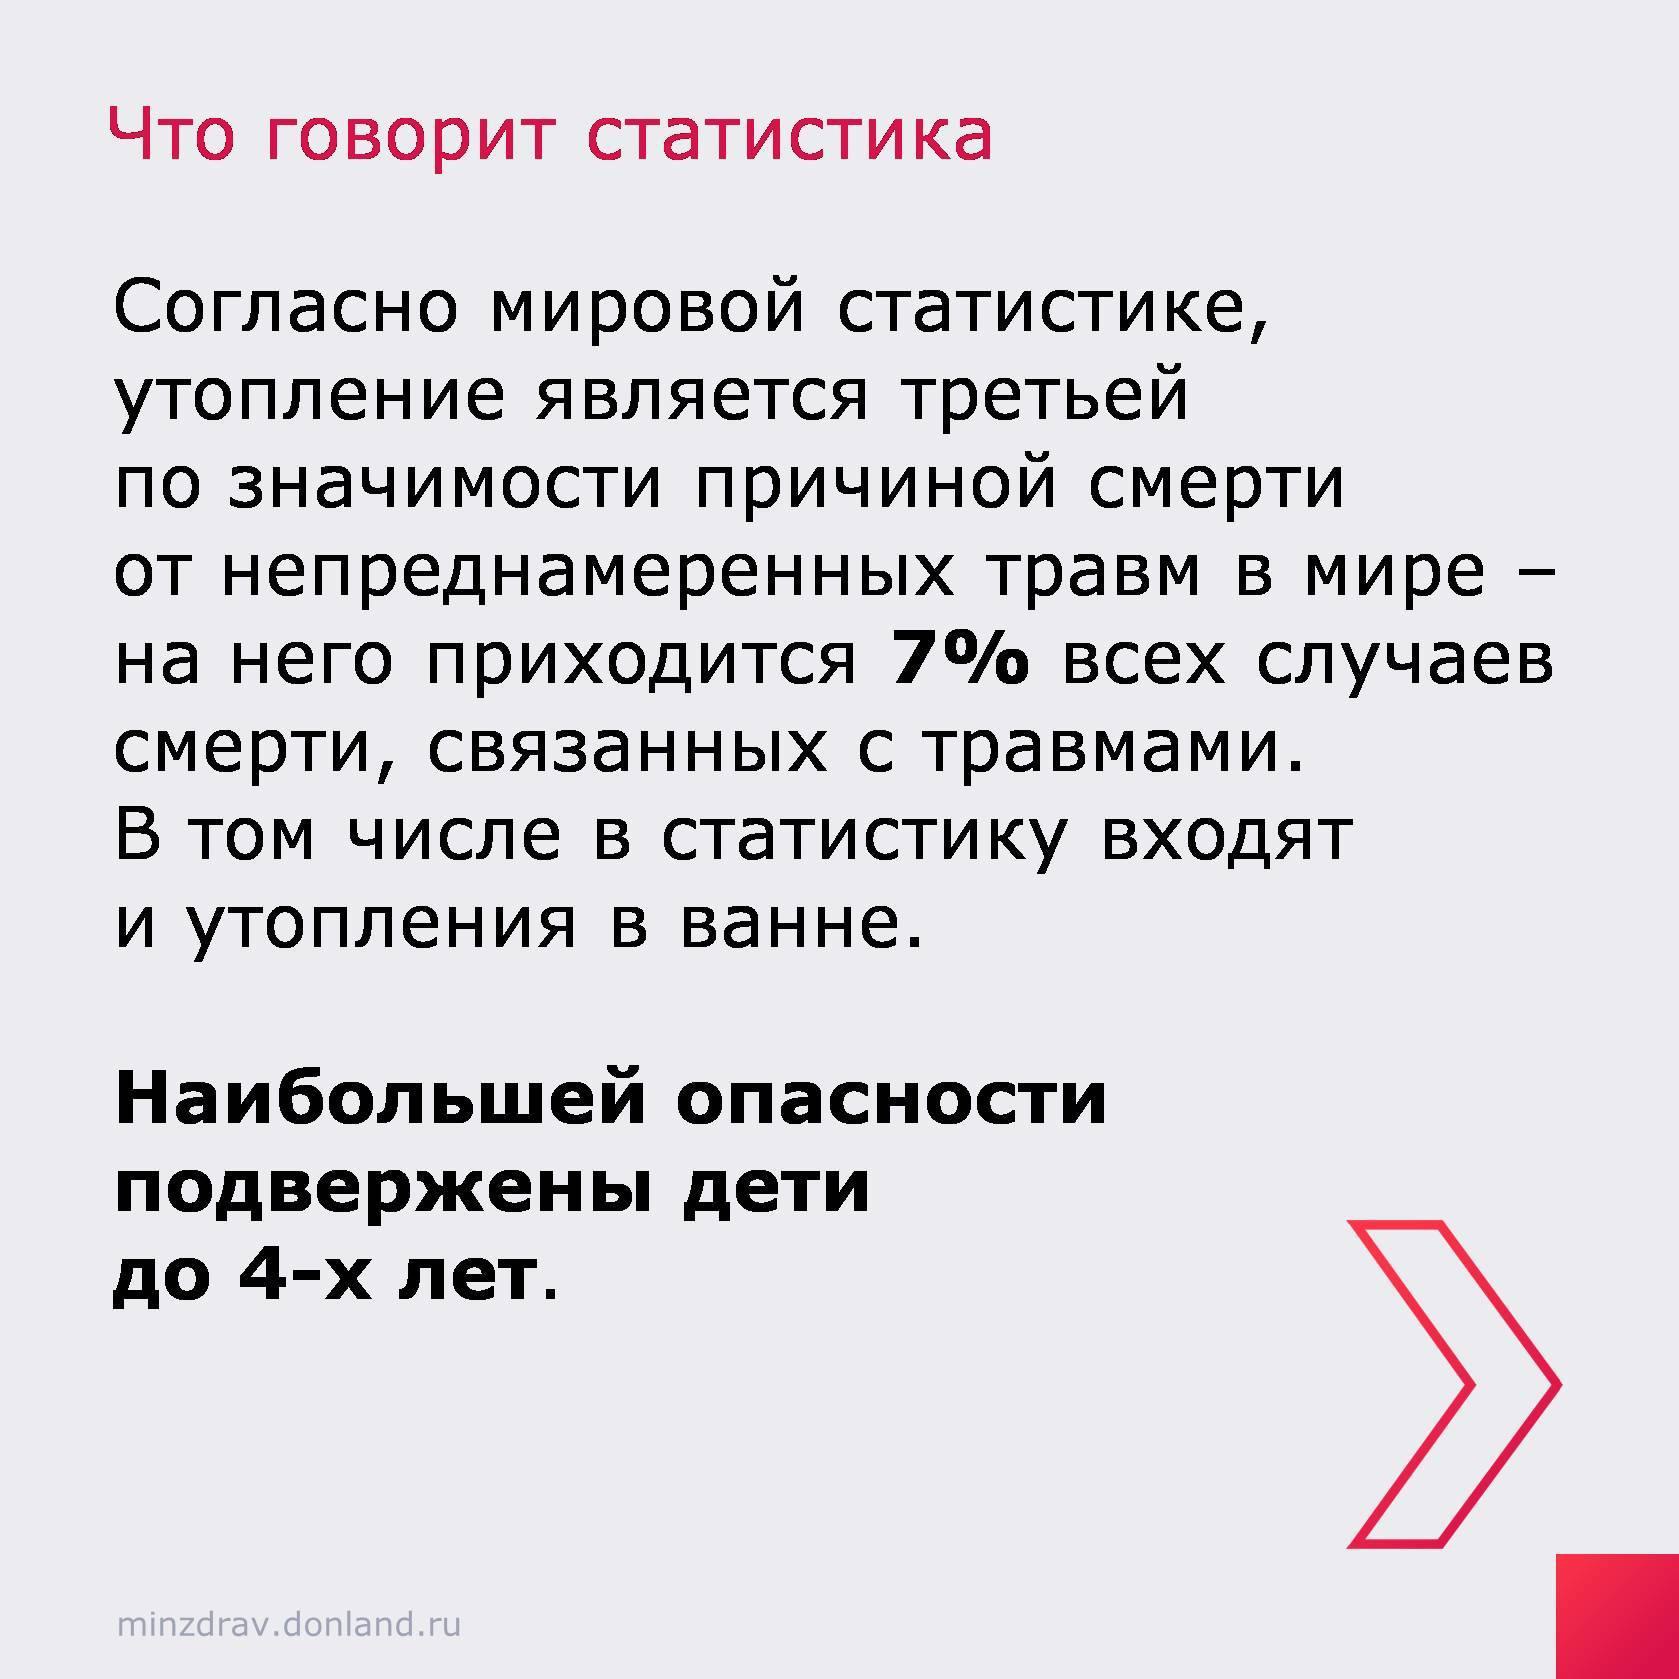 Что говорит статистика
Согласно мировой статистике,
утопление является третьей
по значимости причиной смерти
от непреднамеренных травм в мире –
на него приходится 7% всех случаев
смерти, связанных с травмами.
В том числе в статистику входят
и утопления в ванне.
Наибольшей опасности
подвержены дети
до 4-х лет.
minzdrav.donland.ru